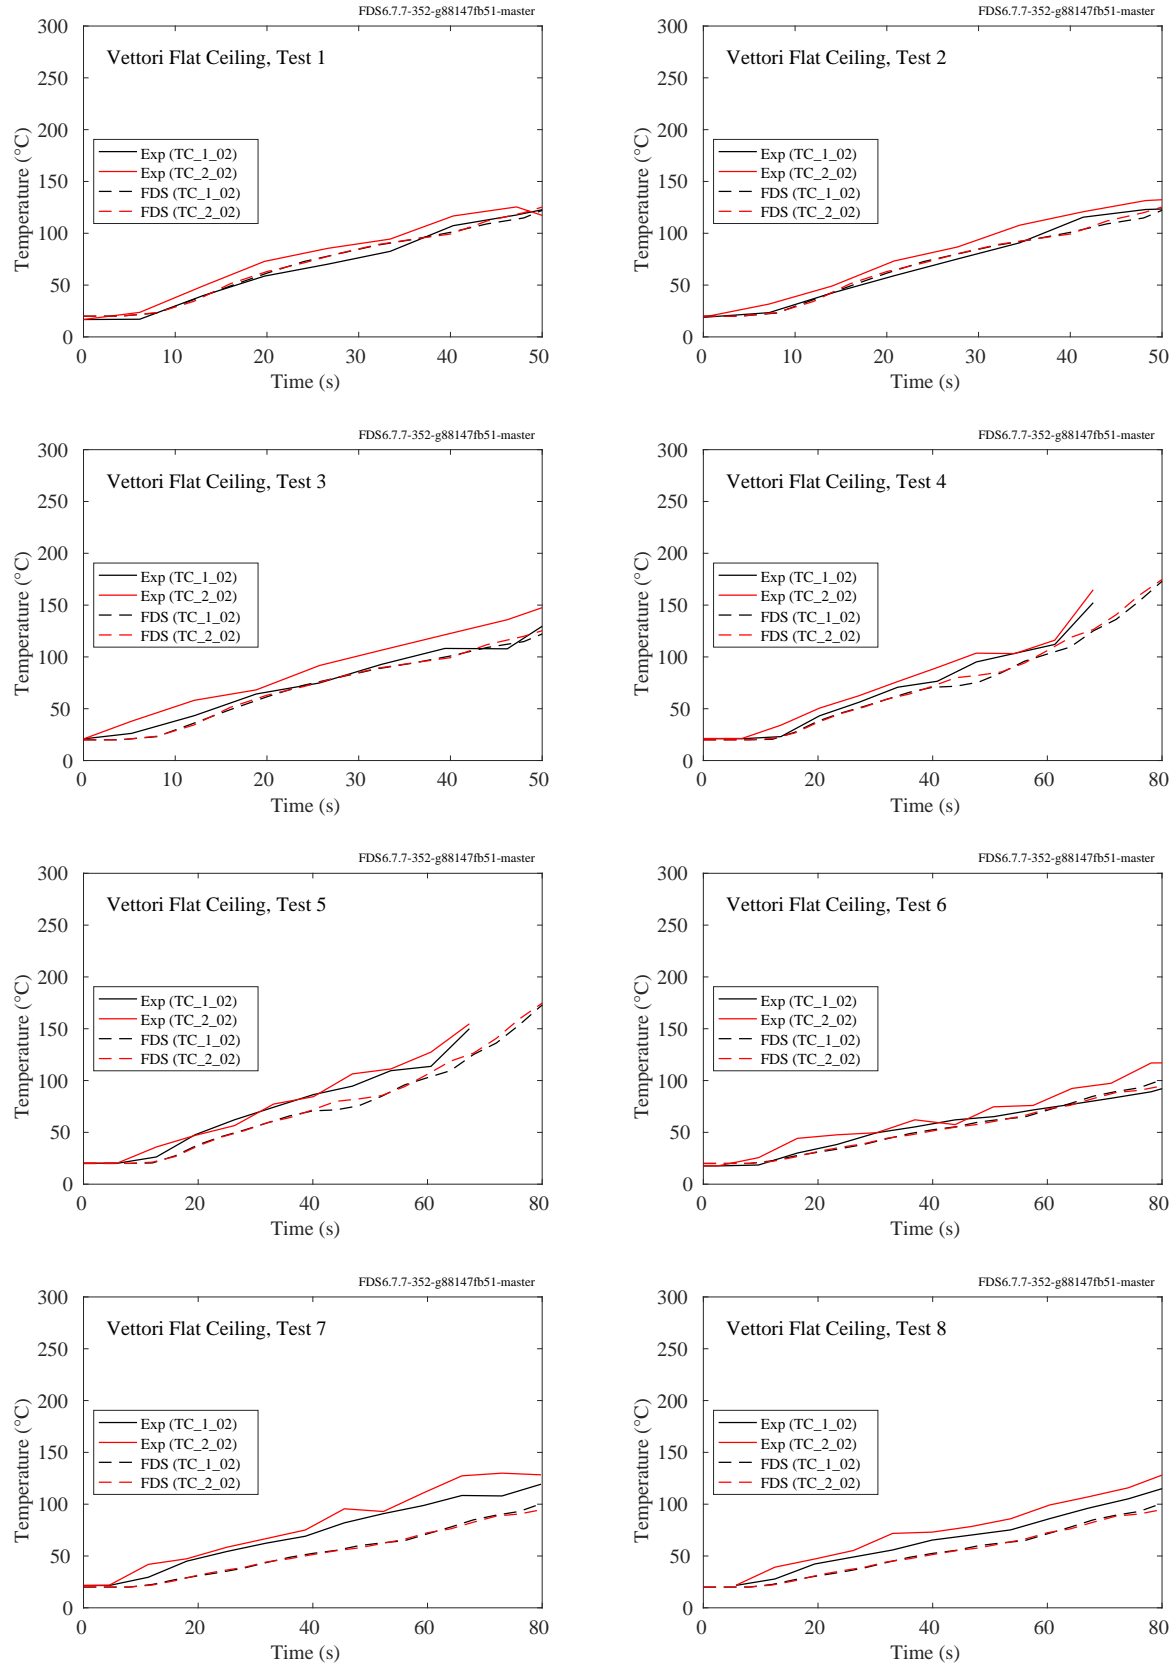 FDS6.7.7-352-g88147fb51-master
Vettori Flat Ceiling, Test 1
Temperature (°C)
300
250
200
150
100
50
0
Exp (TC_1_02)
Exp (TC_2_02)
FDS (TC_1_02)
FDS (TC_2_02)
0 10 20 30 40 50
Time (s)
FDS6.7.7-352-g88147fb51-master
Vettori Flat Ceiling, Test 2
Temperature (°C)
300
250
200
150
100
50
0
Exp (TC_1_02)
Exp (TC_2_02)
FDS (TC_1_02)
FDS (TC_2_02)
0 10 20 30 40 50
Time (s)
FDS6.7.7-352-g88147fb51-master
Vettori Flat Ceiling, Test 3
Temperature (°C)
300
250
200
150
100
50
0
Exp (TC_1_02)
Exp (TC_2_02)
FDS (TC_1_02)
FDS (TC_2_02)
0 10 20 30 40 50
Time (s)
FDS6.7.7-352-g88147fb51-master
Vettori Flat Ceiling, Test 4
Temperature (°C)
300
250
200
150
100
50
0
Exp (TC_1_02)
Exp (TC_2_02)
FDS (TC_1_02)
FDS (TC_2_02)
0 20 40 60 80
Time (s)
FDS6.7.7-352-g88147fb51-master
Vettori Flat Ceiling, Test 5
Temperature (°C)
300
250
200
150
100
50
0
Exp (TC_1_02)
Exp (TC_2_02)
FDS (TC_1_02)
FDS (TC_2_02)
0 20 40 60 80
Time (s)
FDS6.7.7-352-g88147fb51-master
Vettori Flat Ceiling, Test 6
Temperature (°C)
300
250
200
150
100
50
0
Exp (TC_1_02)
Exp (TC_2_02)
FDS (TC_1_02)
FDS (TC_2_02)
0 20 40 60 80
Time (s)
FDS6.7.7-352-g88147fb51-master
Vettori Flat Ceiling, Test 7
Temperature (°C)
300
250
200
150
100
50
0
Exp (TC_1_02)
Exp (TC_2_02)
FDS (TC_1_02)
FDS (TC_2_02)
0 20 40 60 80
Time (s)
FDS6.7.7-352-g88147fb51-master
Vettori Flat Ceiling, Test 8
Temperature (°C)
300
250
200
150
100
50
0
Exp (TC_1_02)
Exp (TC_2_02)
FDS (TC_1_02)
FDS (TC_2_02)
0 20 40 60 80
Time (s)